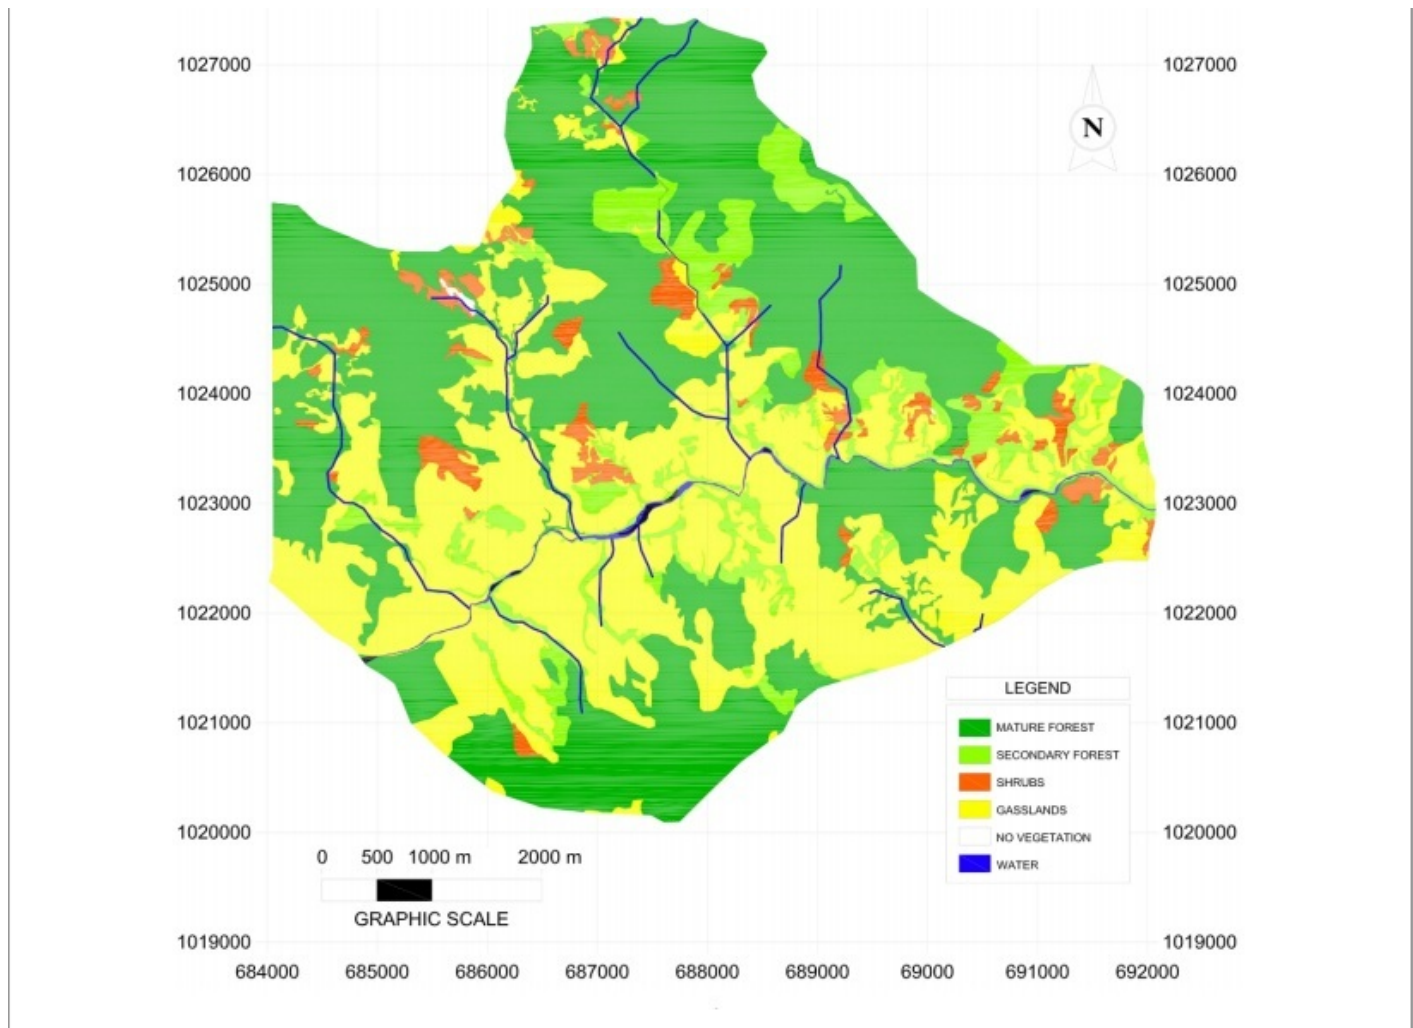 1027000 1027000
N
1026000 1026000
1025000 1025000
1024000 1024000
1023000 1023000
1022000 1022000
LEGEND
1021000 1021000
MATURE FOREST
SECONDARY FOREST
SHRUBS
GASSLANDS
1020000 1020000
NO VEGETATION
0 500 1000 m 2000 m
WATER
GRAPHIC SCALE
1019000 1019000
684000 685000 686000 687000 688000 689000 69000 691000 692000